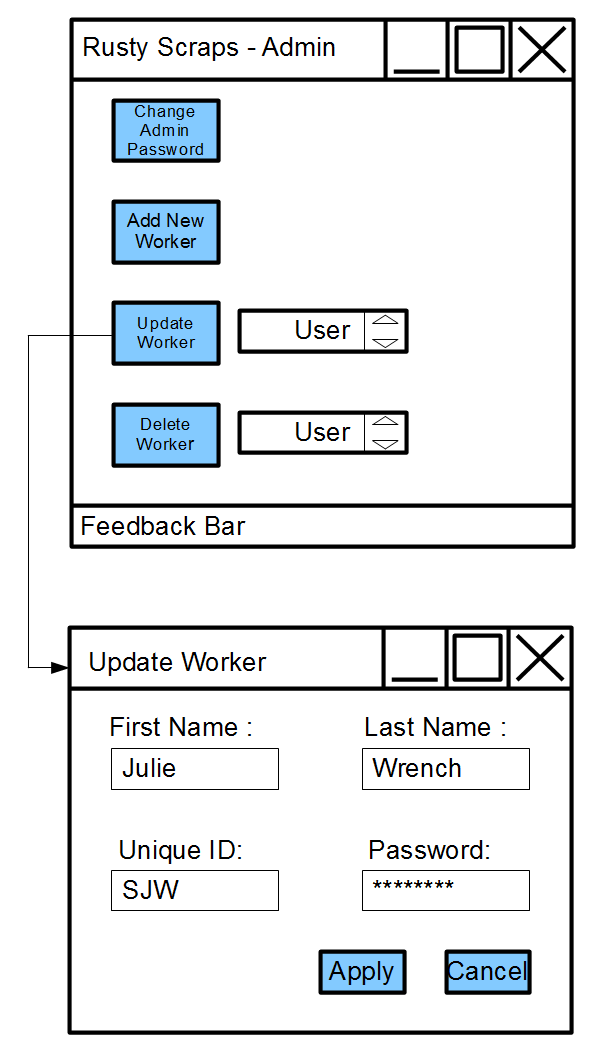 Rusty Scraps - Admin
Change
Admin
Password
Add New
Worker
Update
Worker
User
Delete
Worker
User
Feedback Bar
Update Worker
First Name :
Last Name :
Julie
Wrench
Unique ID:
Password:
SJW
********
Apply
Cancel